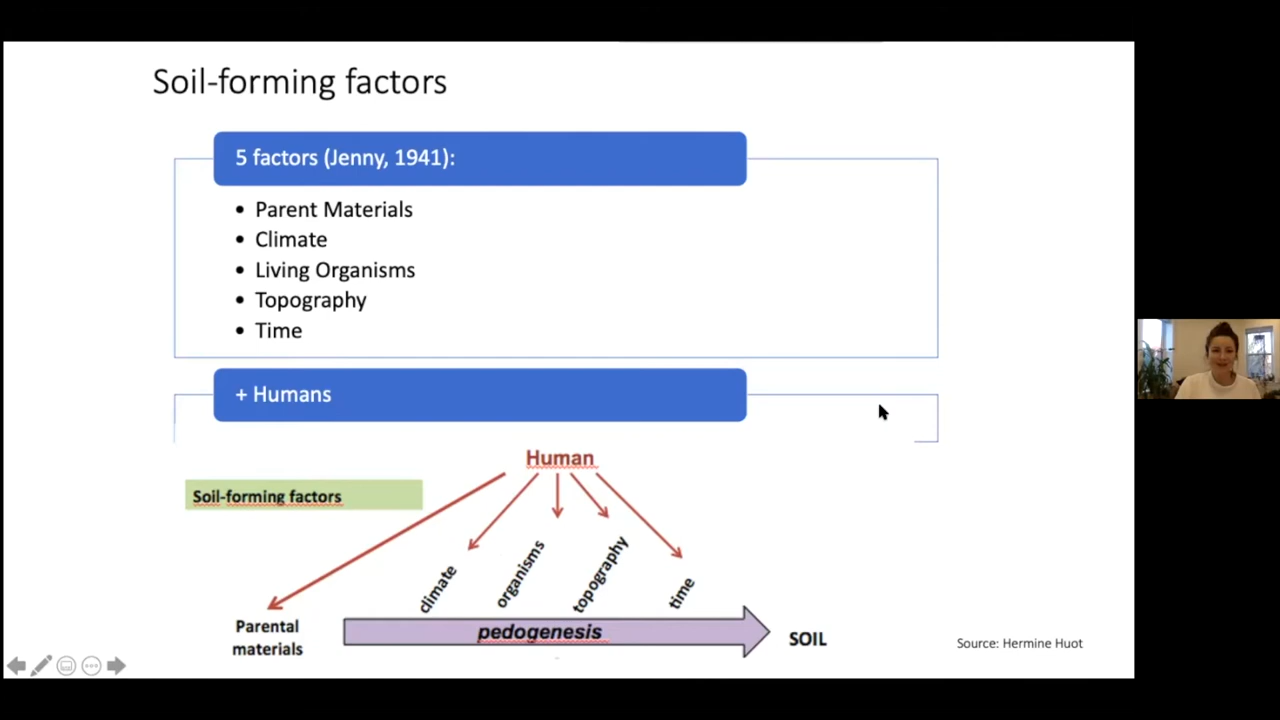 Soil-forming factors
5 factors (Jenny, 1941):
• Parent Materials
• Climate
• Living Organisms
• Topography
• Time
+ Humans
Human
Soil-forming factors
climate
organisms
topography
time
Parental
materials
pedogenesis
SOIL
Source: Hermine Huot